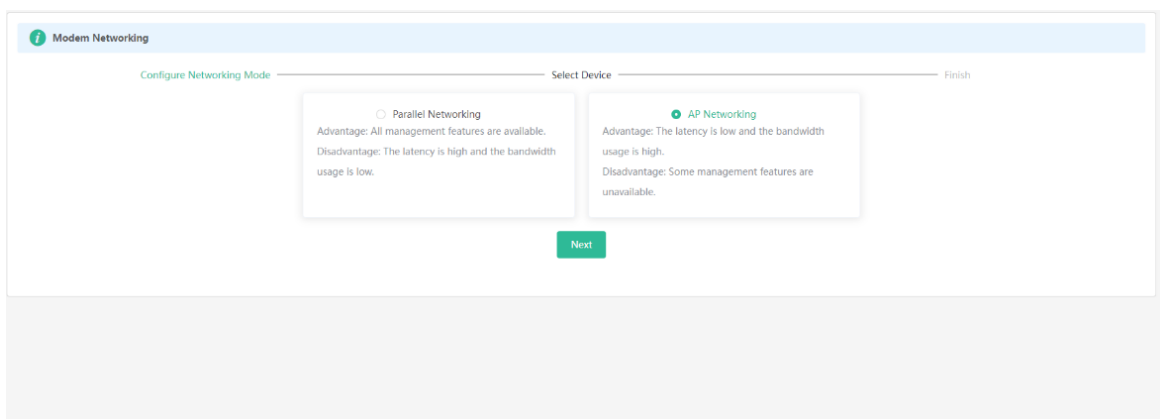 Modem Networking
Configure Networking Mode
Select Device
Finish
Parallel Networking
Advantage: All management features are available.
Disadvantage: The latency is high and the bandwidth
usage is low.
AP Networking
Advantage: The latency is low and the bandwidth
usage is high.
Disadvantage: Some management features are
unavailable.
Next